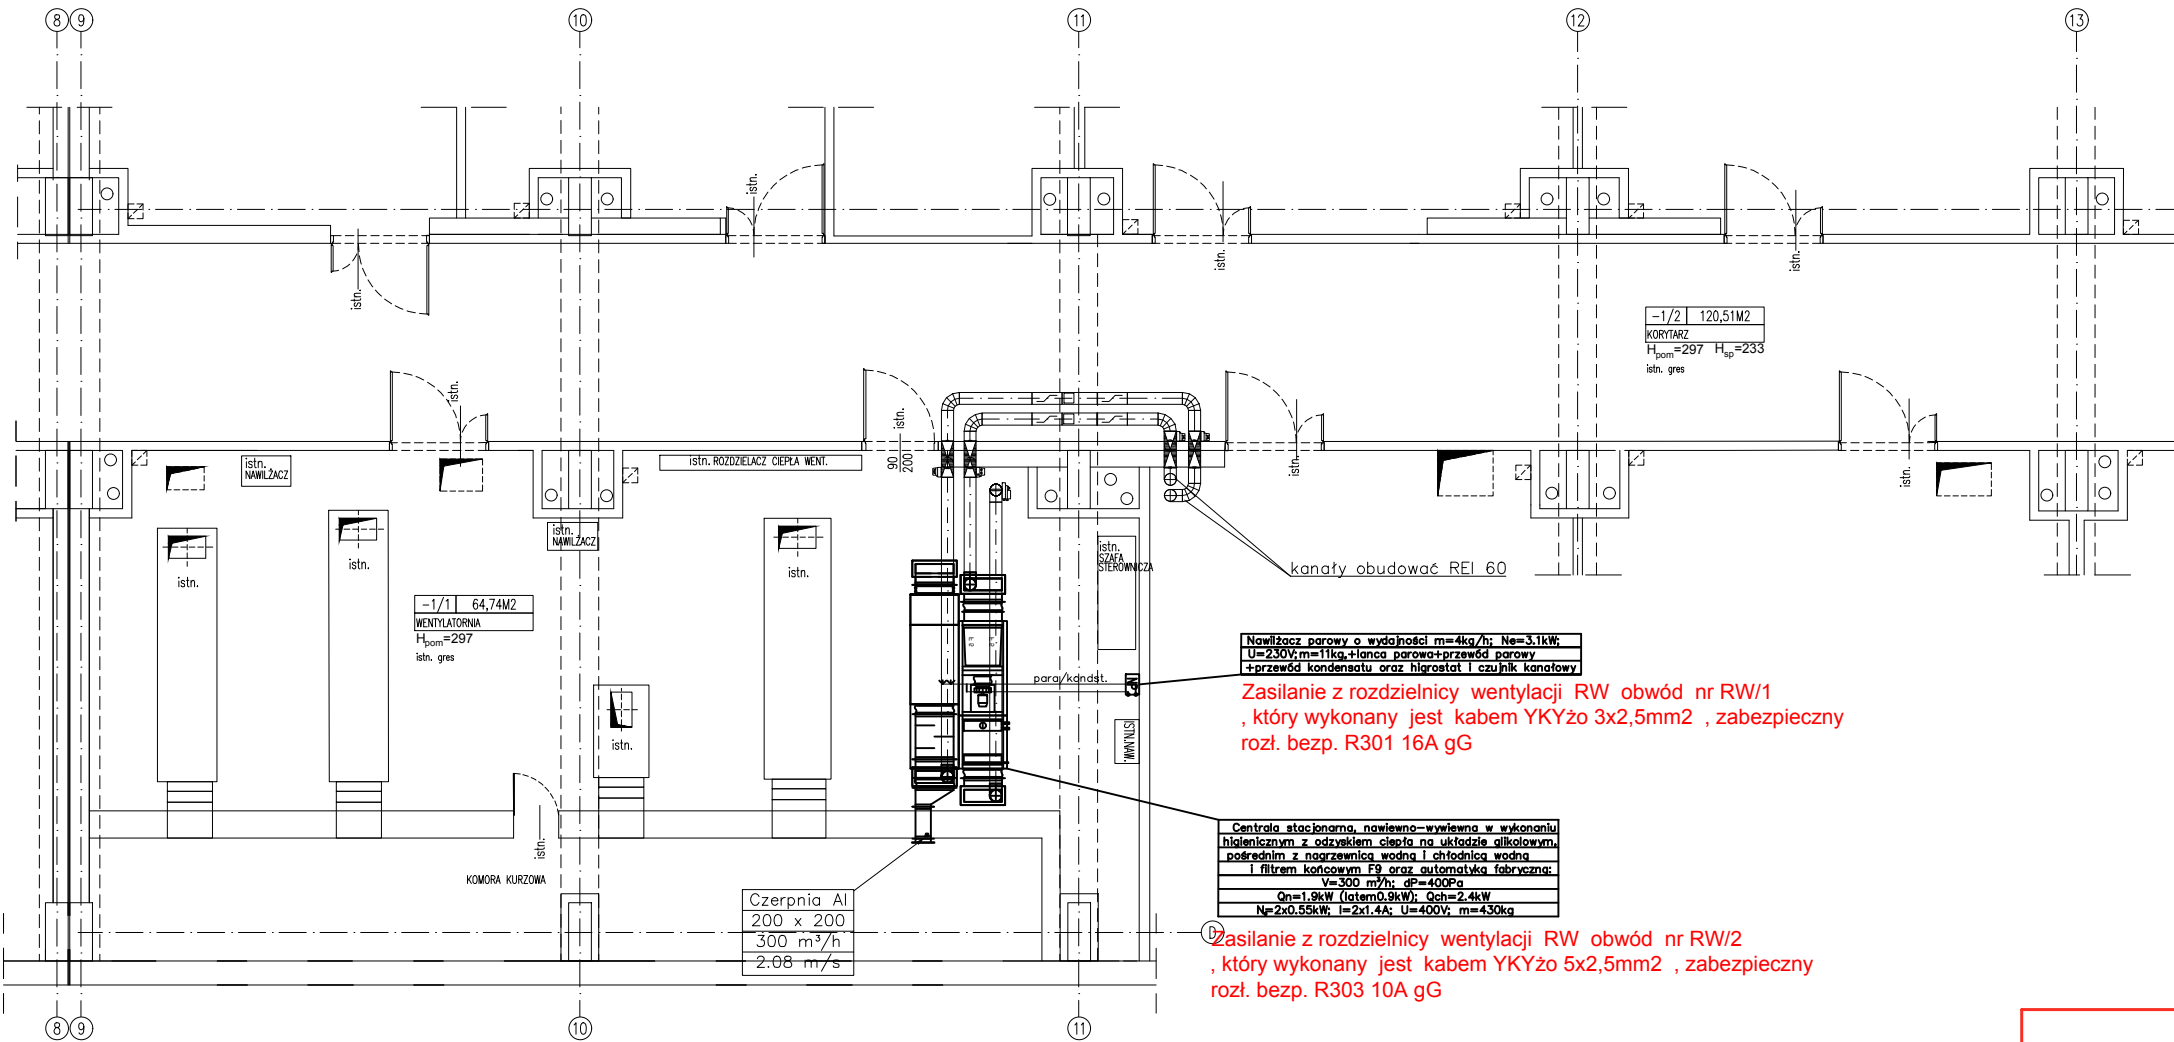 8
9
10
11
12
13
istn.
istn.
istn.
istn.
-1/2 120,51M2
KORYTARZ
Hpom=297 Hsp=233
istn. gres
istn.
90
200
istn.
istn.
istn.
istn.
NAWILŻACZ
istn. ROZDZIELACZ CIEPŁA WENT.
istn.
NAWILŻACZ
istn.
istn.
istn.
istn.
SZAFA
STEROWNICZA
kanały obudować REI 60
-1/1 64,74M2
WENTYLATORNIA
Hpom=297
istn. gres
Nawilżacz parowy o wydajności m=4kg/h; Ne=3.1kW;
U=230V;m=11kg,+lanca parowa+przewód parowy
+przewód kondensatu oraz higrostat i czujnik kanałowy
para/kondst.
NP
Zasilanie z rozdzielnicy wentylacji RW obwód nr RW/1
, który wykonany jest kabem YKYżo 3x2,5mm2 , zabezpieczny
rozł. bezp. R301 16A gG
istn.
ISTN.NAW.
istn.
KOMORA KURZOWA
Centrala stacjonarna, nawiewno-wywiewna w wykonaniu
higienicznym z odzyskiem ciepła na układzie glikolowym,
pośrednim z nagrzewnicą wodną i chłodnicą wodną
i filtrem końcowym F9 oraz automatyką fabryczną:
V=300 m³/h; dP=400Pa
Qn=1.9kW (latem0.9kW); Qch=2.4kW
N=2x0.55kW; I=2x1.4A; U=400V; m=430kg
Czerpnia AI
200 x 200
300 m³/h
2.08 m/s
D
Zasilanie z rozdzielnicy wentylacji RW obwód nr RW/2
, który wykonany jest kabem YKYżo 5x2,5mm2 , zabezpieczny
rozł. bezp. R303 10A gG
8
9
10
11